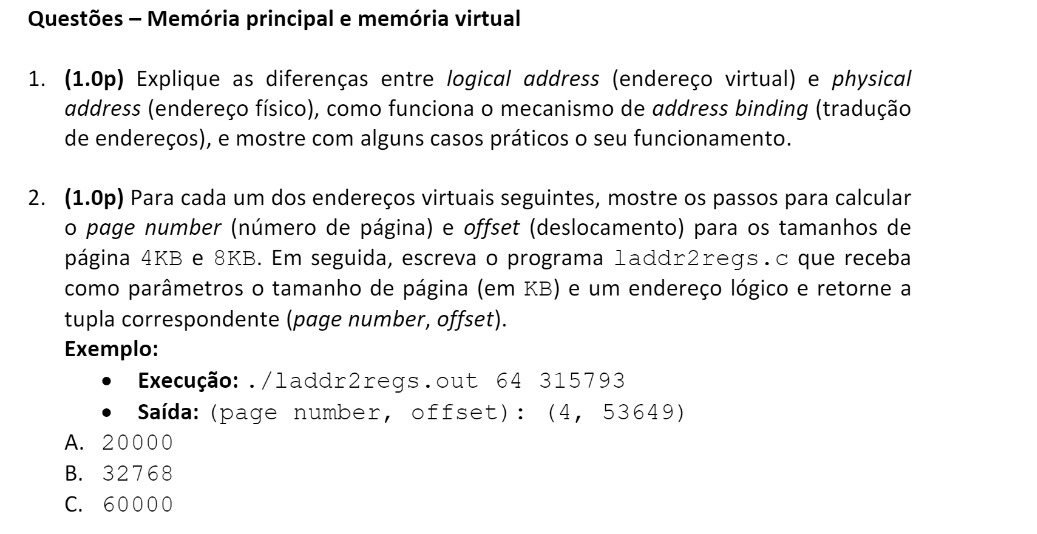 Questões – Memória principal e memória virtual
1. (1.0p) Explique as diferenças entre logical address (endereço virtual) e physical
address (endereço físico), como funciona o mecanismo de address binding (tradução
de endereços), e mostre com alguns casos práticos o seu funcionamento.
2. (1.0p) Para cada um dos endereços virtuais seguintes, mostre os passos para calcular
o page number (número de página) e offset (deslocamento) para os tamanhos de
página 4KB e 8KB. Em seguida, escreva o programa laddr2regs.c que receba
como parâmetros o tamanho de página (em KB) e um endereço lógico e retorne a
tupla correspondente (page number, offset).
Exemplo:
• Execução: ./laddr2regs.out 64 315793
• Saída: (page number, offset): (4, 53649)
A. 20000
B. 32768
C. 60000